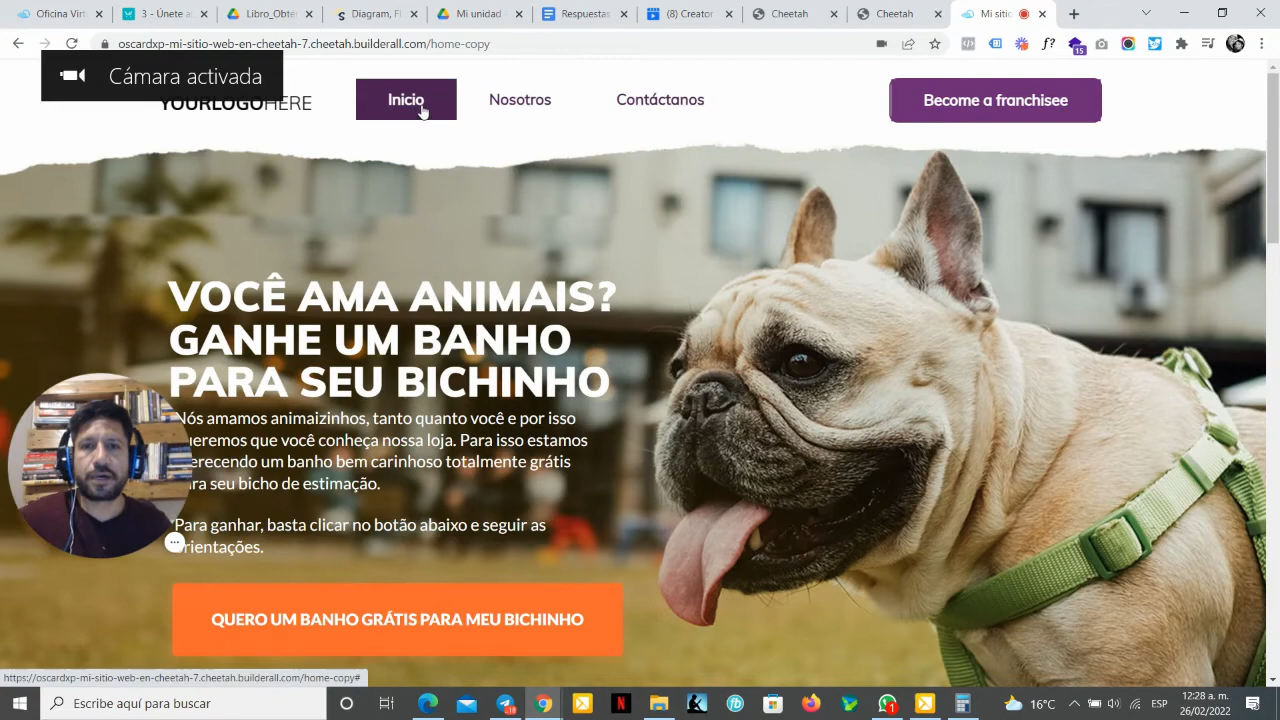 Oficina Virt
3 - Únete a
Libro,Obté
Diagram, Fl
Mi unidad
Respuestas
(8) Creator
Cheetah
Cheetah
Mi sitio
oscardxp-mi-sitio-web-en-cheetah-7.cheetah.builderall.com/home-copy
15
Cámara activada
YOURLOGOHERE
Inicio
Nosotros
Contáctanos
Become a franchisee
VOCÊ AMA ANIMAIS?
GANHE UM BANHO
PARA SEU BICHINHO
Nós amamos animaizinhos, tanto quanto você e por isso
queremos que você conheça nossa loja. Para isso estamos
erecendo um banho bem carinhoso totalmente grátis
ara seu bicho de estimação.
Para ganhar, basta clicar no botão abaixo e seguir as
orientações.
QUERO UM BANHO GRÁTIS PARA MEU BICHINHO
https://oscardxp-mi-sitio-web-en-cheetah-7.cheetah.builderall.com/home-copy#
Escribe aquí para buscar
16°C
ESP
12:28 a. m.
26/02/2022